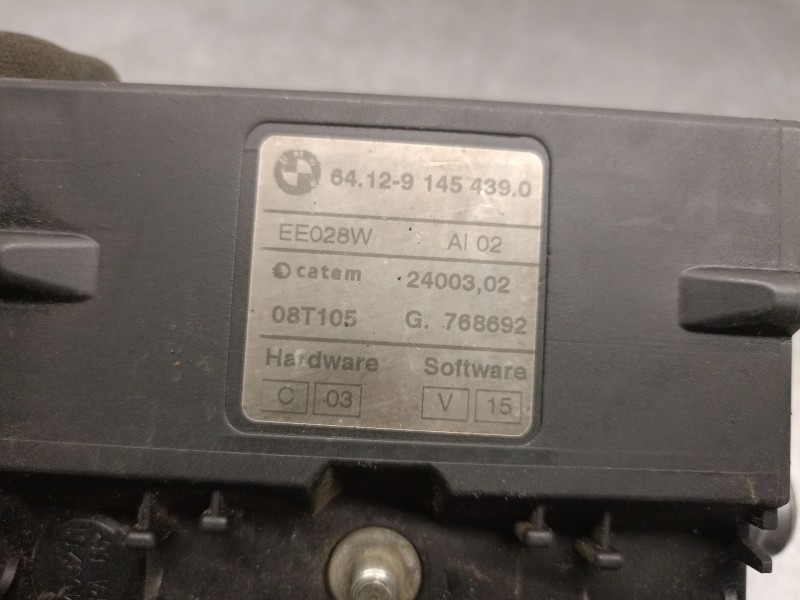 64.12-9 145 439.0
EE028W AI 02
catem 24003,02
08T105 G. 768692
Hardware Software
C 03 V 15